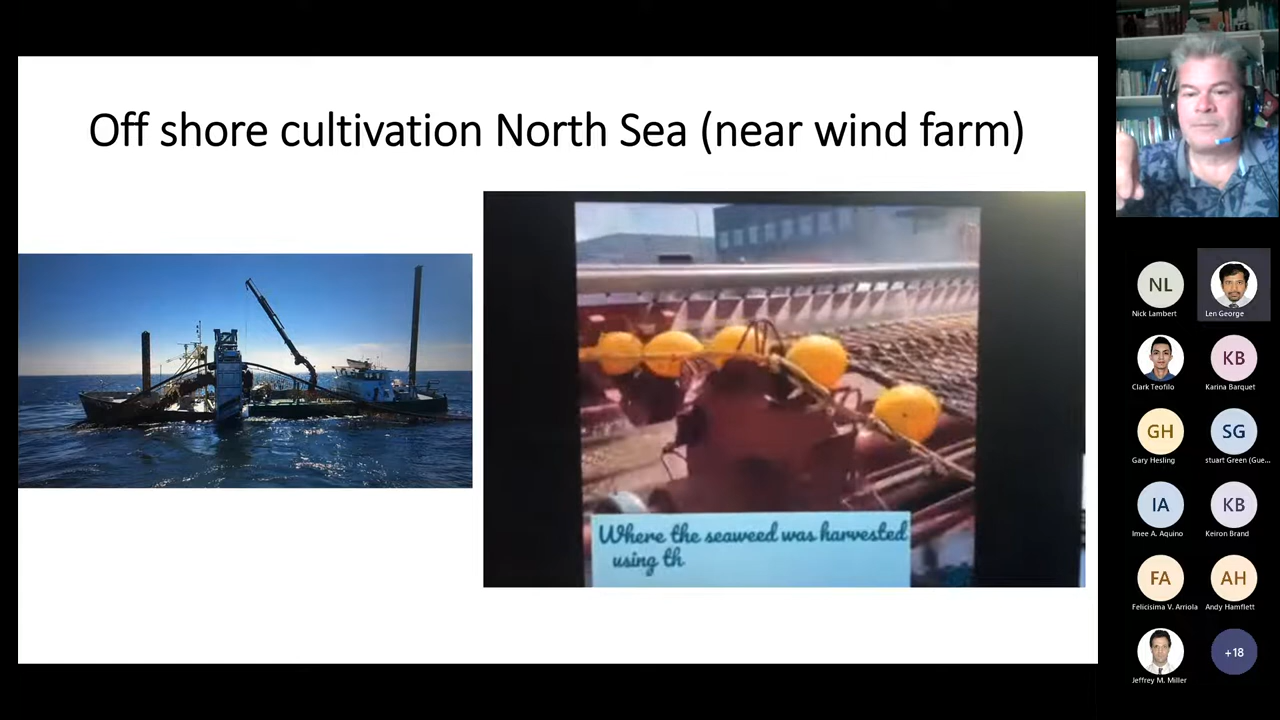 Off shore cultivation North Sea (near wind farm)
Where the seaweed was harvested
using th
NL
Nick Lambert
Len George
Clark Teofilo
KB
Karina Barquet
GH
Gary Hesling
SG
stuart Green (Gue...
IA
Imee A. Aquino
KB
Keiron Brand
FA
Felicisima V. Arriola
AH
Andy Hamflett
Jeffrey M. Miller
+18